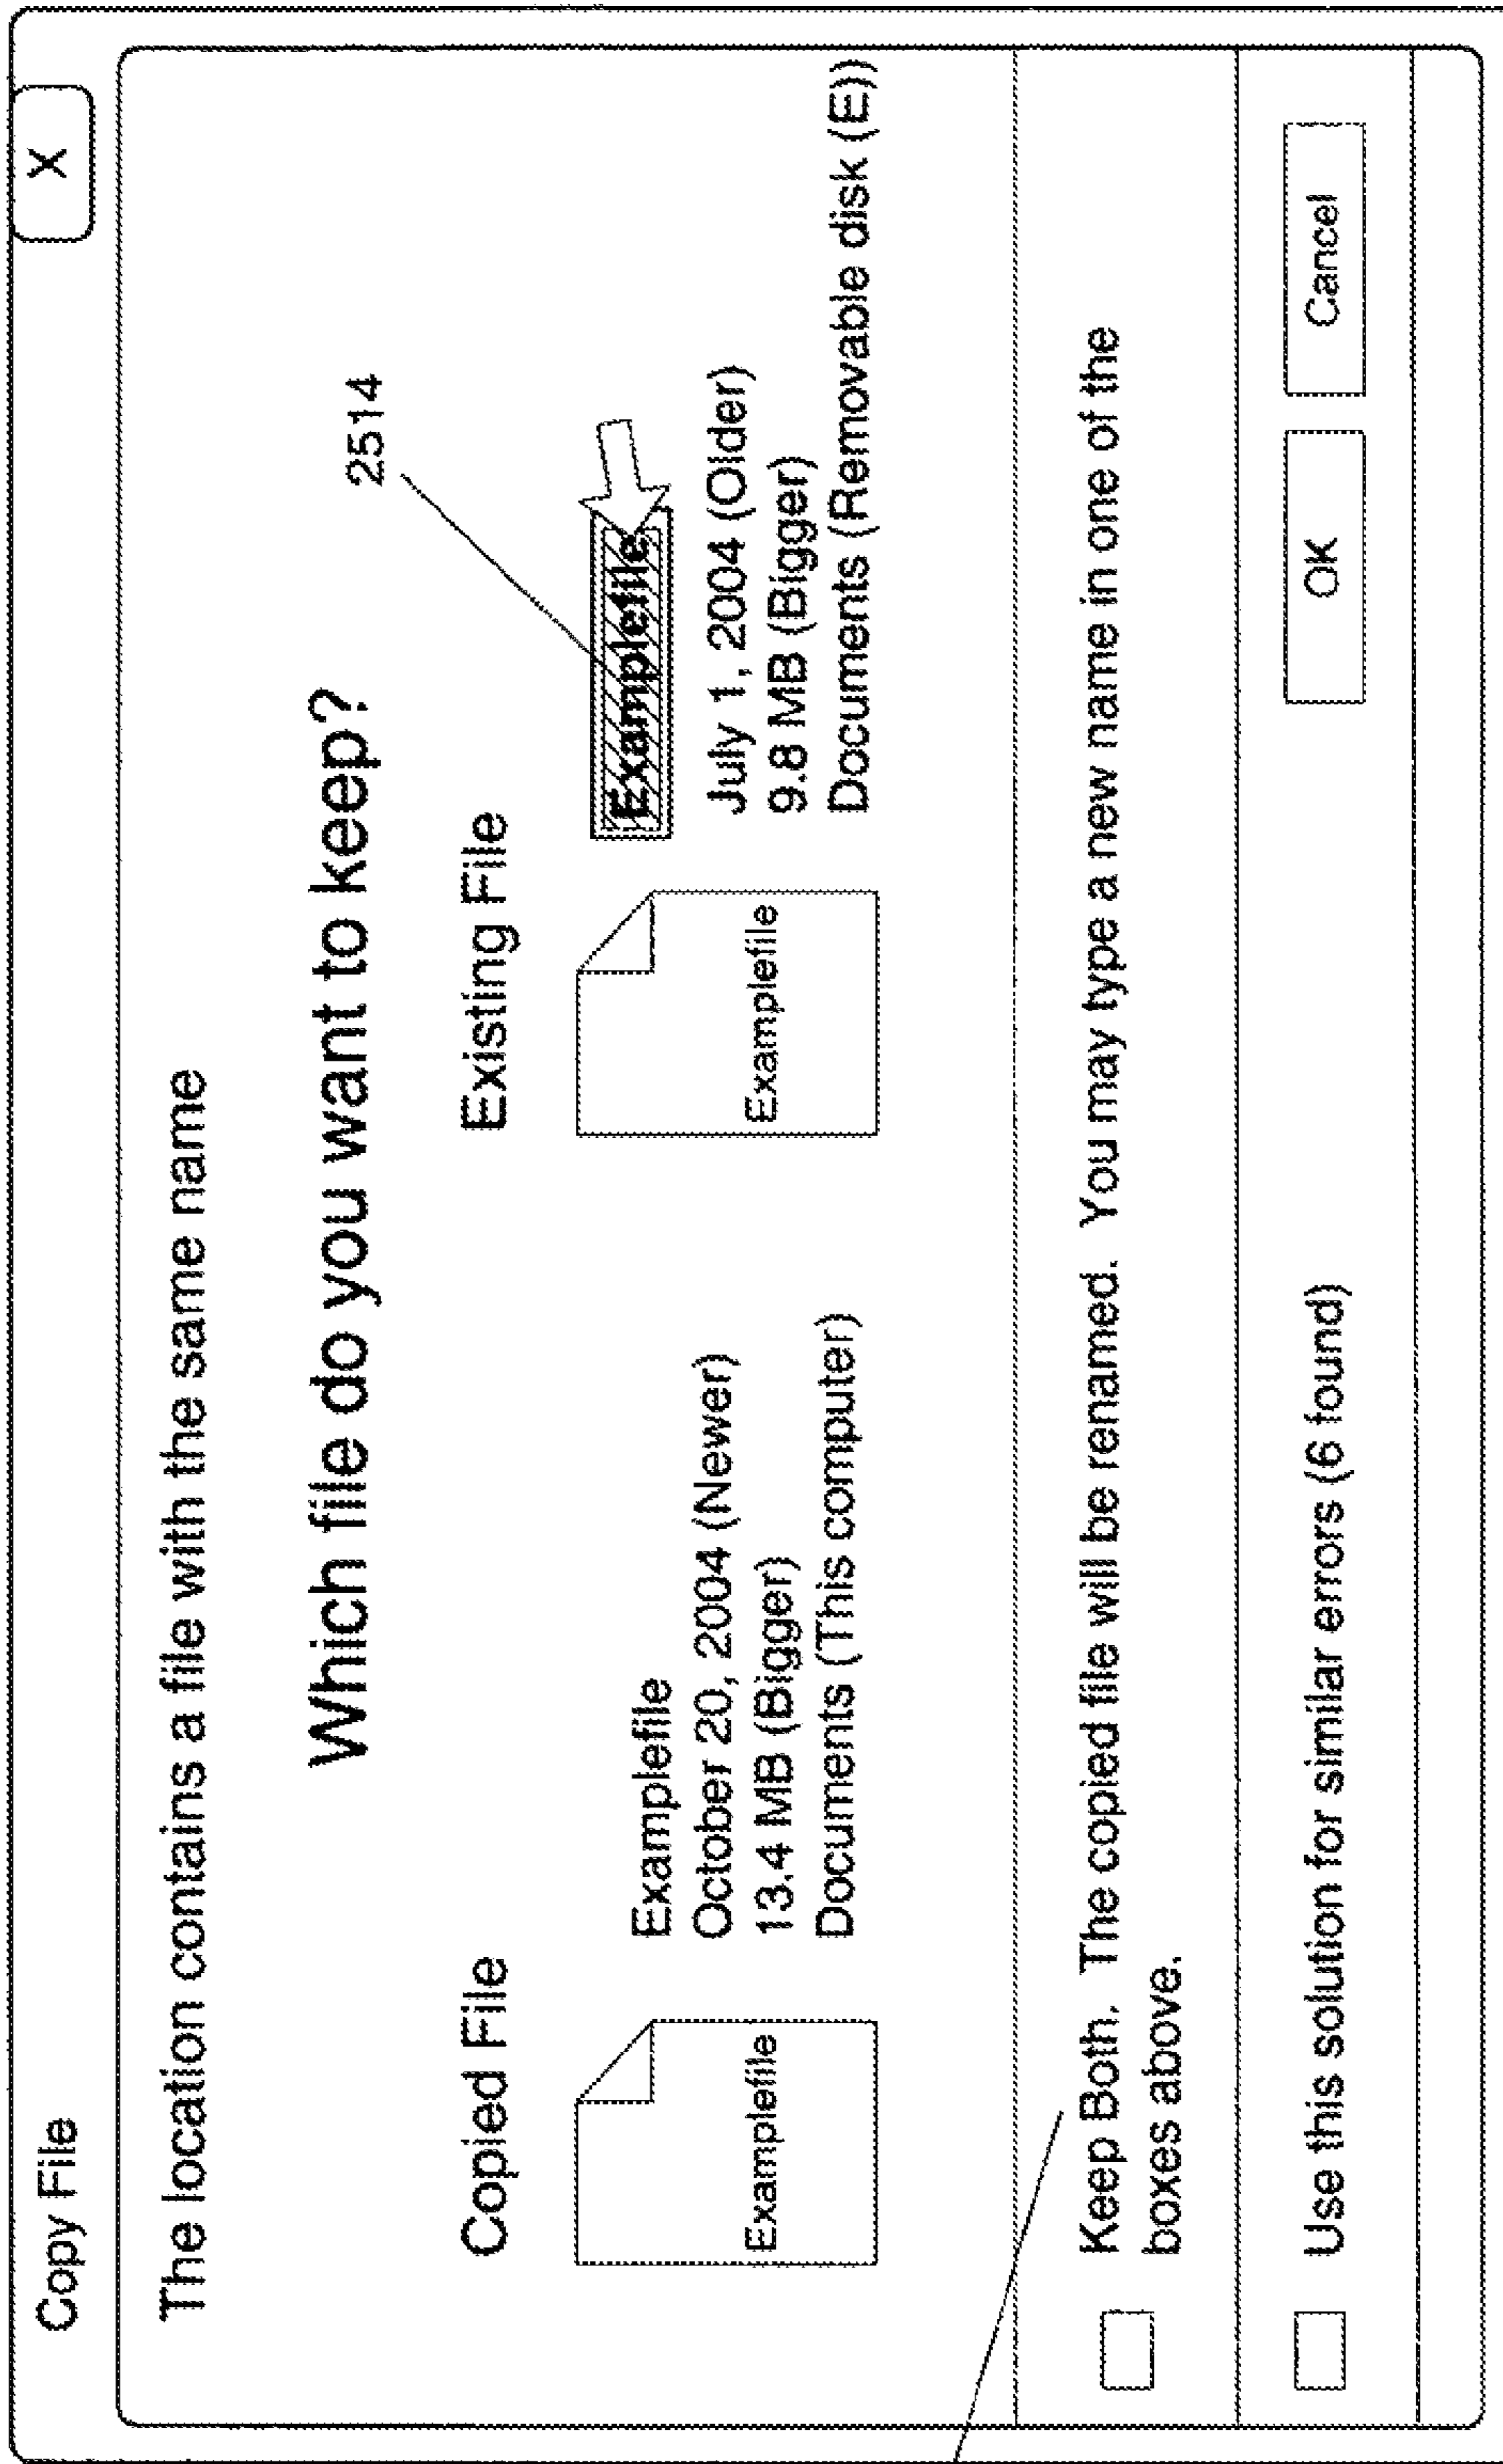 Copy File
X
The location contains a file with the same name
Which file do you want to keep?
2514
Copied File
Examplefile
Examplefile
October 20, 2004 (Newer)
13.4 MB (Bigger)
Documents (This computer)
Existing File
Examplefile
Examplefile
July 1, 2004 (Older)
9.8 MB (Bigger)
Documents (Removable disk (E))
Keep Both. The copied file will be renamed. You may type a new name in one of the
boxes above.
Use this solution for similar errors (6 found)
OK
Cancel